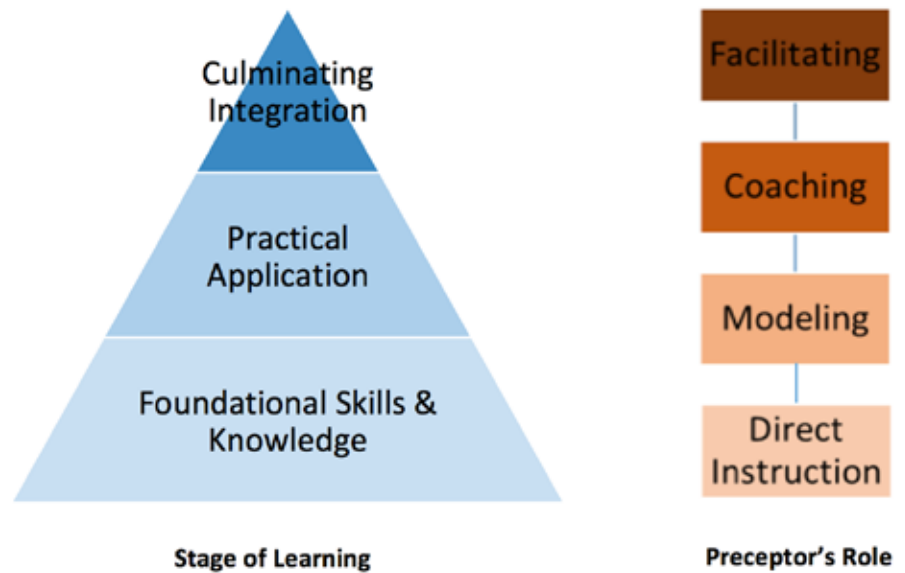 Culminating
Integration
Practical
Application
Foundational Skills &
Knowledge
Stage of Learning
Facilitating
Coaching
Modeling
Direct
Instruction
Preceptor's Role